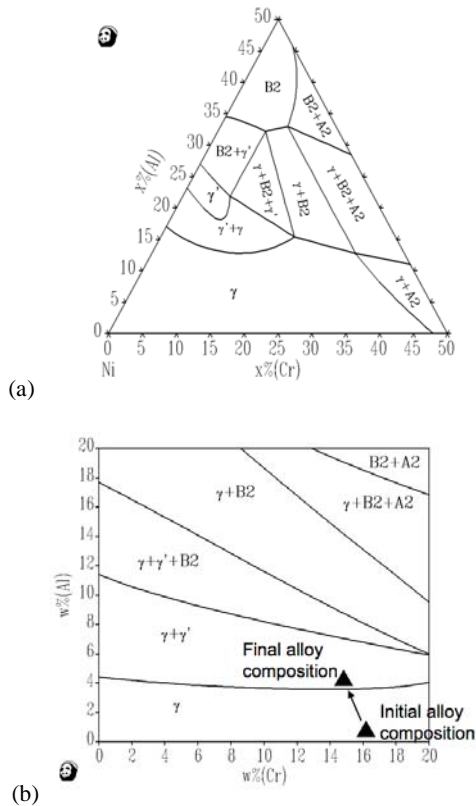 50
45
40
35
30
25
20
15
10
5
0
x%(Al)
B2
B2+A2
B2+γ'
γ'
γ'+γ
γ+B2+γ'
γ+B2
γ+B2+A2
γ+A2
γ
0 5 10 15 20 25 30 35 40 45 50
Ni x%(Cr)
(a)
20
18
16
14
12
10
8
6
4
2
0
w%(Al)
B2+A2
γ+B2
γ+B2+A2
γ+γ'+B2
γ+γ'
Final alloy
composition
γ
Initial alloy
composition
0 2 4 6 8 10 12 14 16 18 20
w%(Cr)
(b)